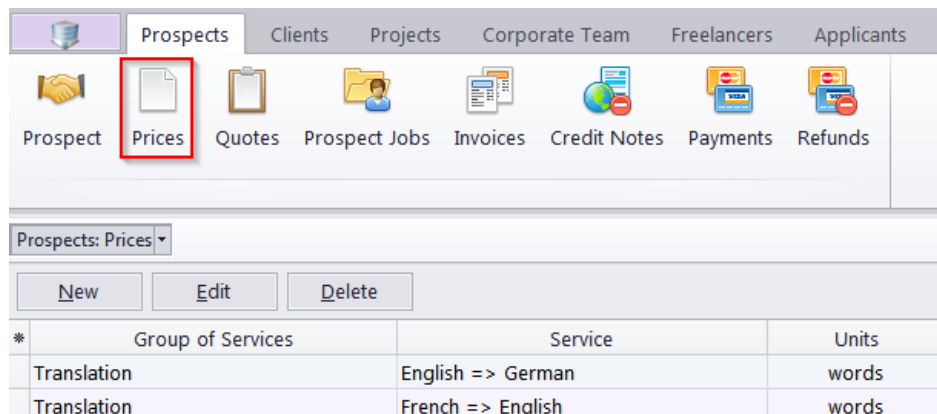 Prospects Clients Projects Corporate Team Freelancers Applicants
Prospect Prices Quotes Prospect Jobs Invoices Credit Notes Payments Refunds
Prospects: Prices
New Edit Delete
* Group of Services Service Units
Translation English => German words
Translation French => English words